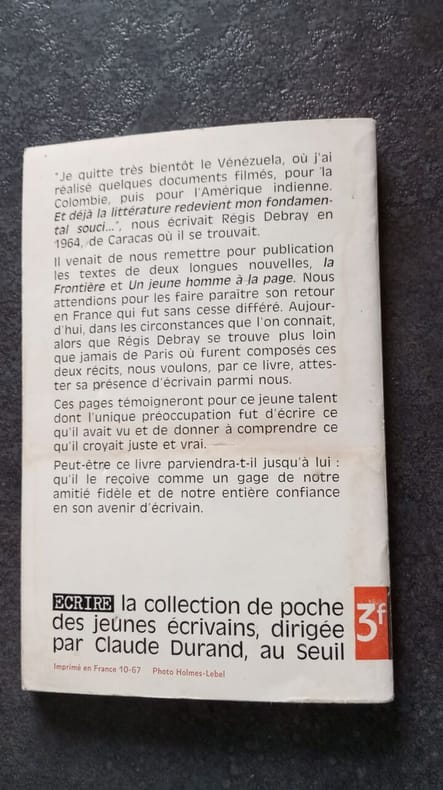 "Je quitte très bientôt le Vénézuela, où j'ai
réalisé quelques documents filmés, pour la
Colombie, puis pour l'Amérique indienne.
Et déjà la littérature redevient mon fondamen-
tal souci...", nous écrivait Régis Debray en
1964, de Caracas où il se trouvait.
Il venait de nous remettre pour publication
les textes de deux longues nouvelles, la
Frontière et Un jeune homme à la page. Nous
attendions pour les faire paraître son retour
en France qui fut sans cesse différé. Aujour-
d'hui, dans les circonstances que l'on connaît,
alors que Régis Debray se trouve plus loin
que jamais de Paris où furent composés ces
deux récits, nous voulons, par ce livre, attes-
ter sa présence d'écrivain parmi nous.
Ces pages témoigneront pour ce jeune talent
dont l'unique préoccupation fut d'écrire ce
qu'il avait vu et de donner à comprendre ce
qu'il croyait juste et vrai.
Peut-être ce livre parviendra-t-il jusqu'à lui :
qu'il le reçoive comme un gage de notre
amitié fidèle et de notre entière confiance
en son avenir d'écrivain.
ECRIRE la collection de poche
des jeunes écrivains, dirigée
par Claude Durand, au Seuil
3f
Imprimé en France 10-67 Photo Holmes-Lebel